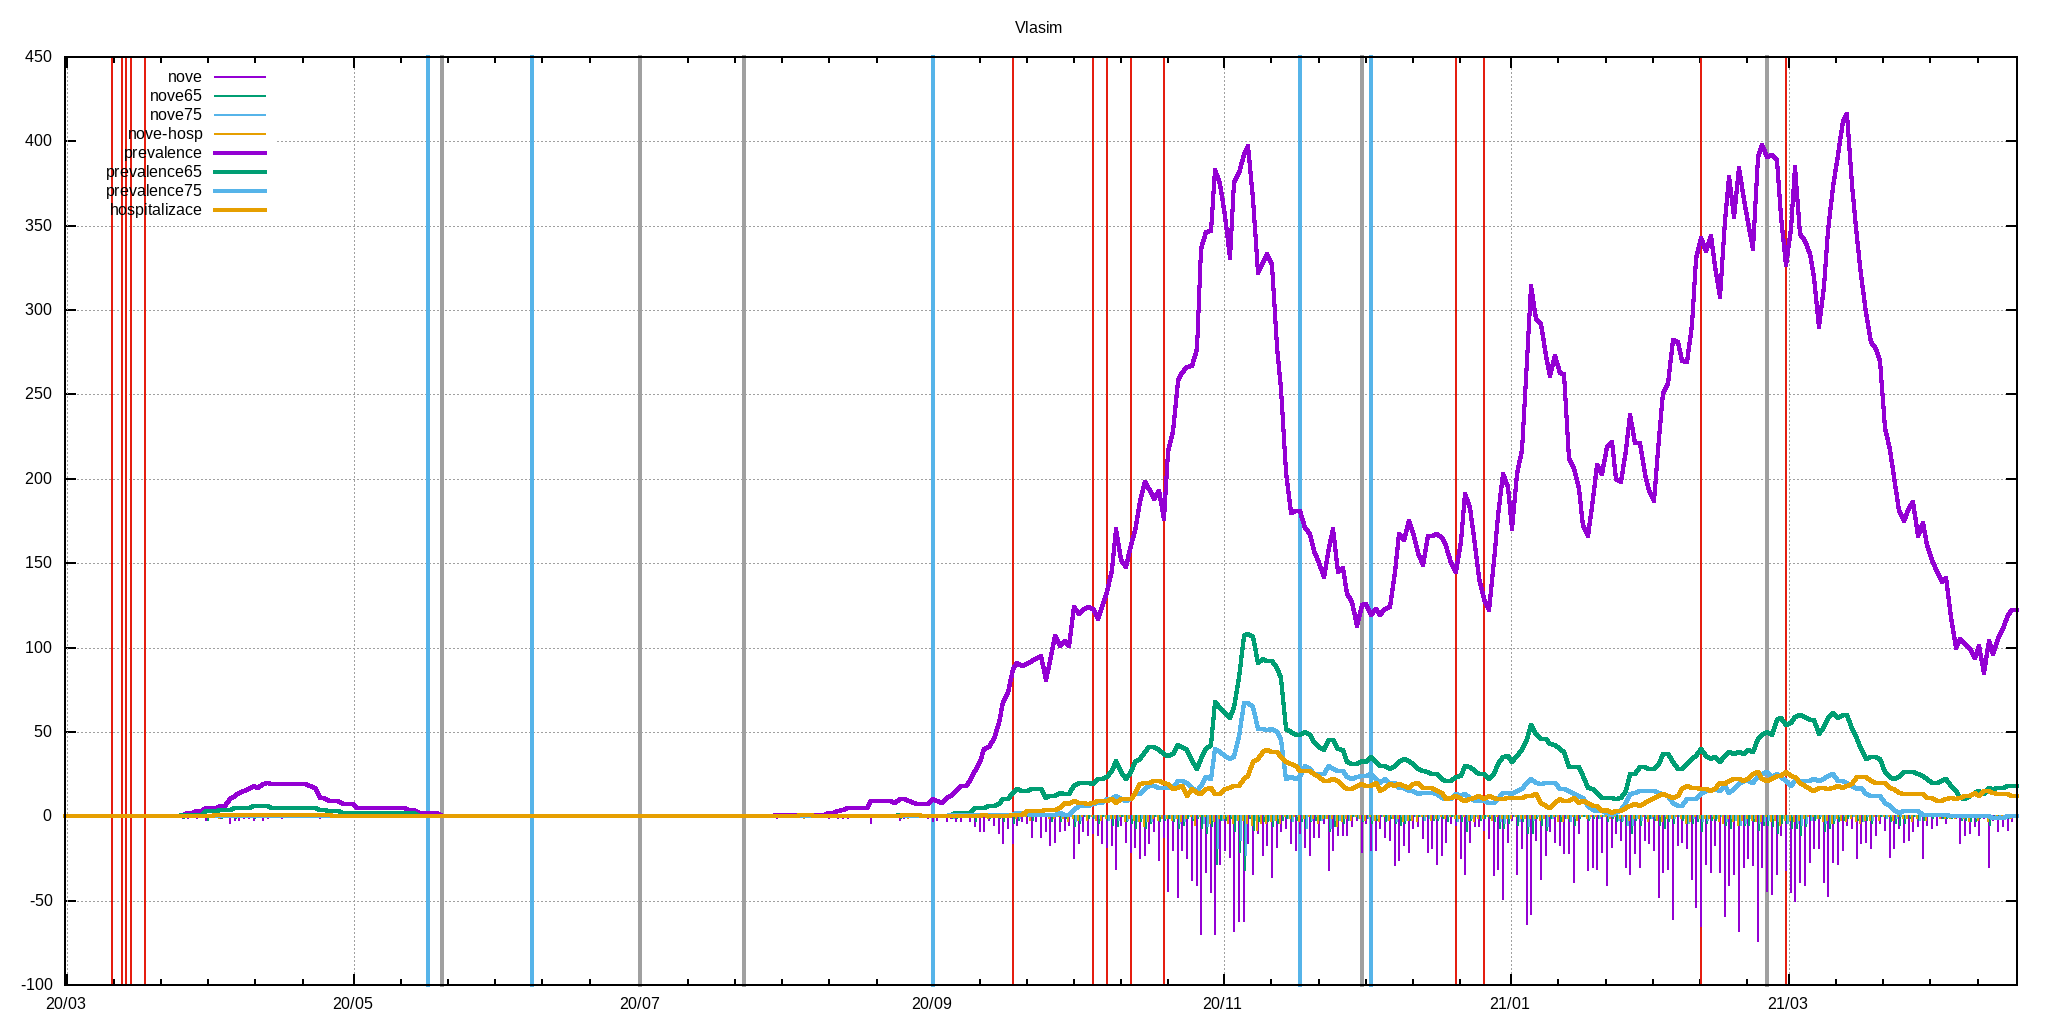 Vlasim
450
400
350
300
250
200
150
100
50
0
-50
-100
nove
nove65
nove75
nove-hosp
prevalence
prevalence65
prevalence75
hospitalizace
20/03
20/05
20/07
20/09
20/11
21/01
21/03